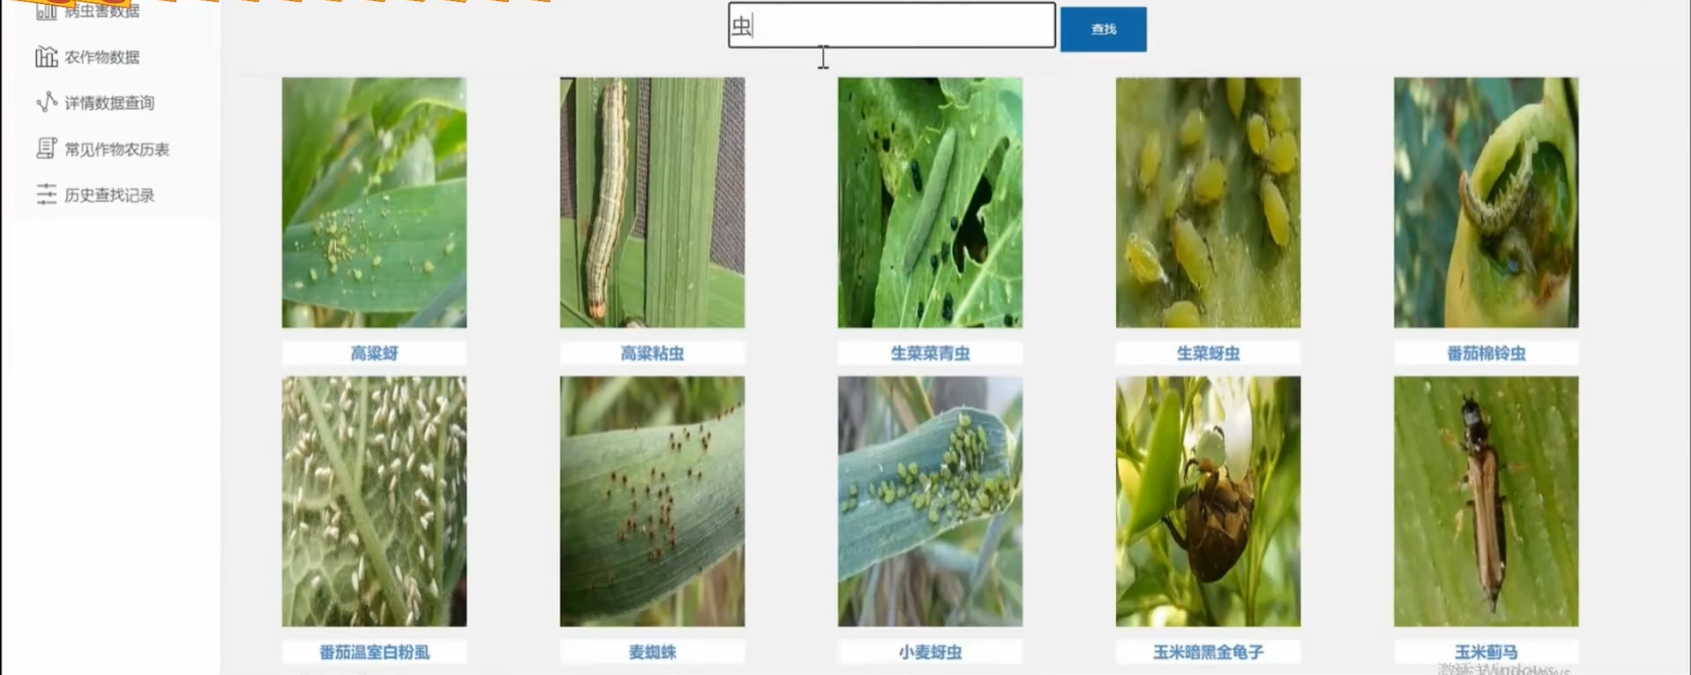 病虫害数据
农作物数据
详情数据查询
常见作物农历表
历史查找记录
虫
查找
高粱蚜
高粱粘虫
生菜菜青虫
生菜蚜虫
番茄棉铃虫
番茄温室白粉虱
麦蜘蛛
小麦蚜虫
玉米暗黑金龟子
玉米蓟马
激活 Windows